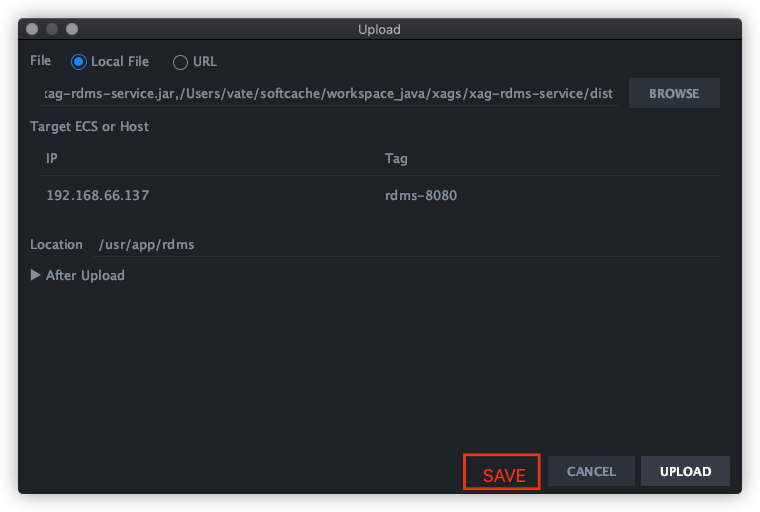 Upload
File Local File URL
xag-rdms-service.jar,/Users/vate/softcache/workspace_java/xags/xag-rdms-service/dist BROWSE
Target ECS or Host
IP Tag
192.168.66.137 rdms-8080
Location /usr/app/rdms
After Upload
SAVE CANCEL UPLOAD